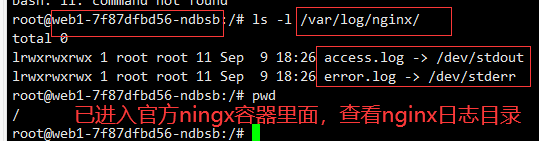 bash: ll: command not found
root@web1-7f87dfbd56-ndbsb:/# ls -l /var/log/nginx/
total 0
lrwxrwxrwx 1 root root 11 Sep  9 18:26 access.log -> /dev/stdout
lrwxrwxrwx 1 root root 11 Sep  9 18:26 error.log -> /dev/stderr
root@web1-7f87dfbd56-ndbsb:/# pwd
/
已进入官方ningx容器里面，查看nginx日志目录
root@web1-7f87dfbd56-ndbsb:/#